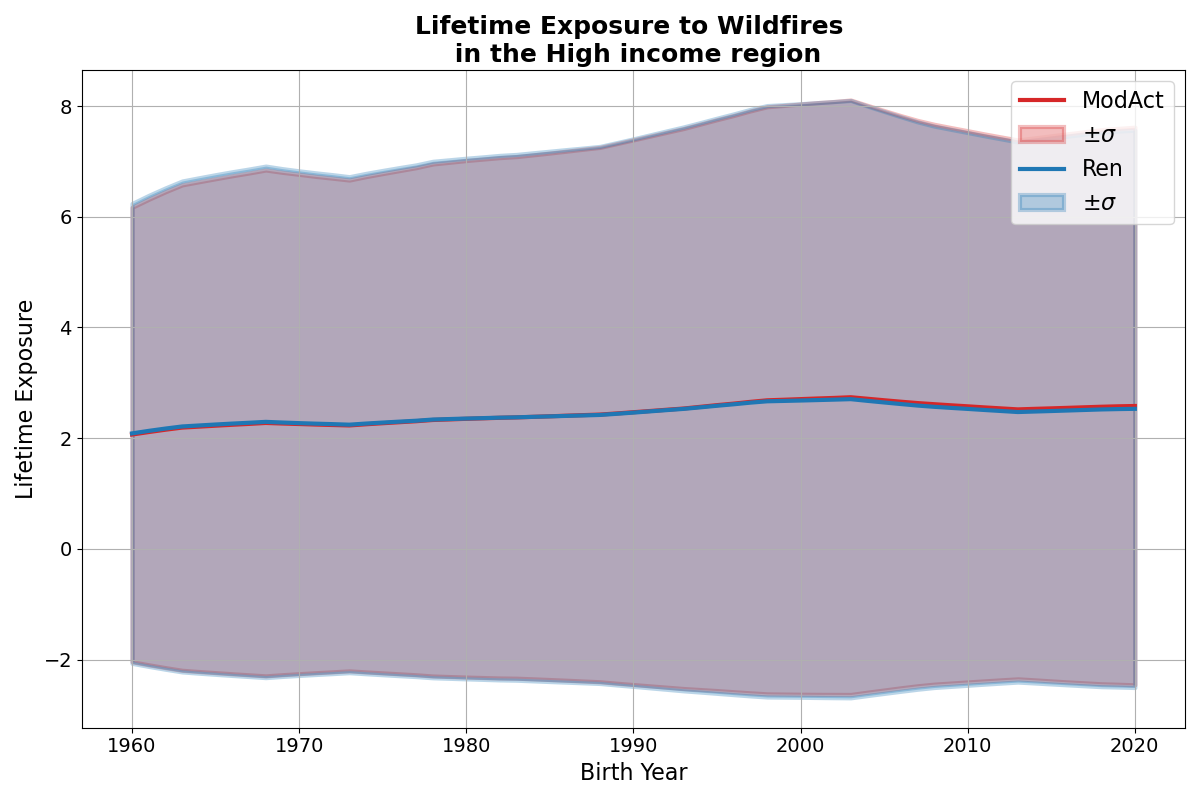 Lifetime Exposure to Wildfires
in the High income region
ModAct
±σ
Ren
±σ
Lifetime Exposure
8
6
4
2
0
−2
1960 1970 1980 1990 2000 2010 2020
Birth Year